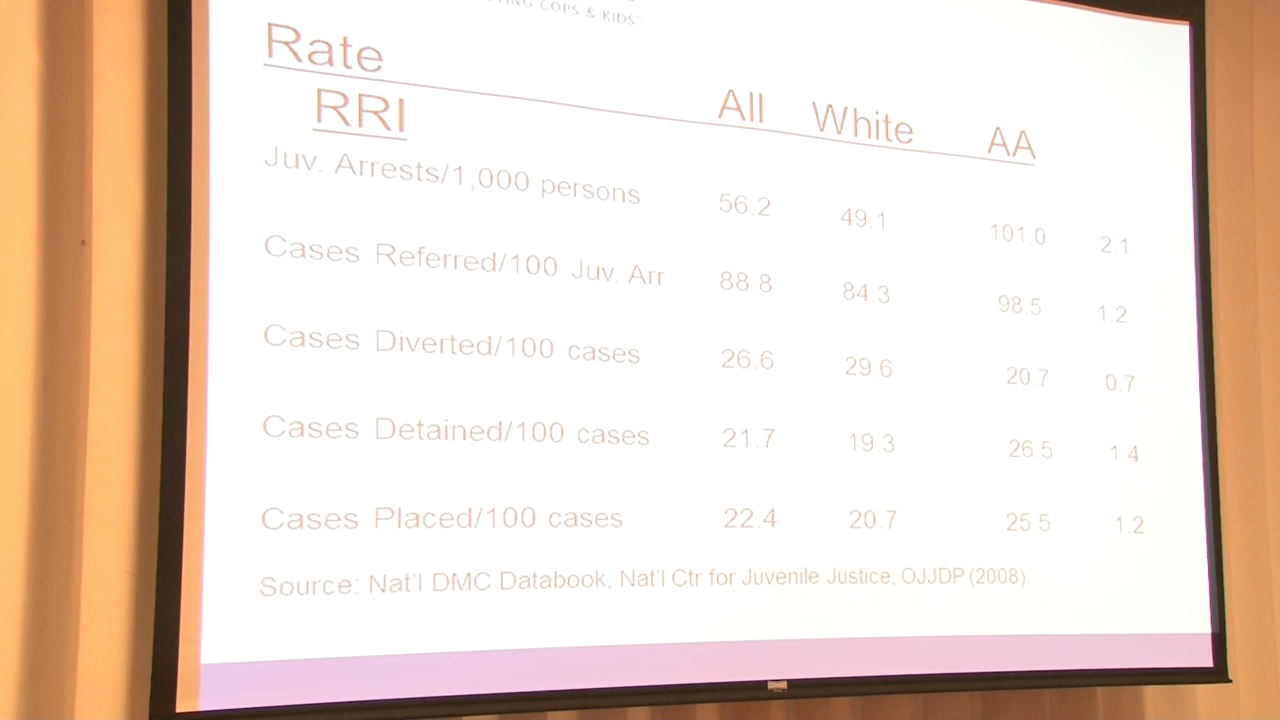 COPS & KIDS
Rate
RRI All White AA
Juv. Arrests/1,000 persons 56.2 49.1 101.0 2.1
Cases Referred/100 Juv. Arr 88.8 84.3 98.5 1.2
Cases Diverted/100 cases 26.6 29.6 20.7 0.7
Cases Detained/100 cases 21.7 19.3 26.5 1.4
Cases Placed/100 cases 22.4 20.7 25.5 1.2
Source: Nat'l DMC Databook, Nat'l Ctr for Juvenile Justice, OJJDP (2008)